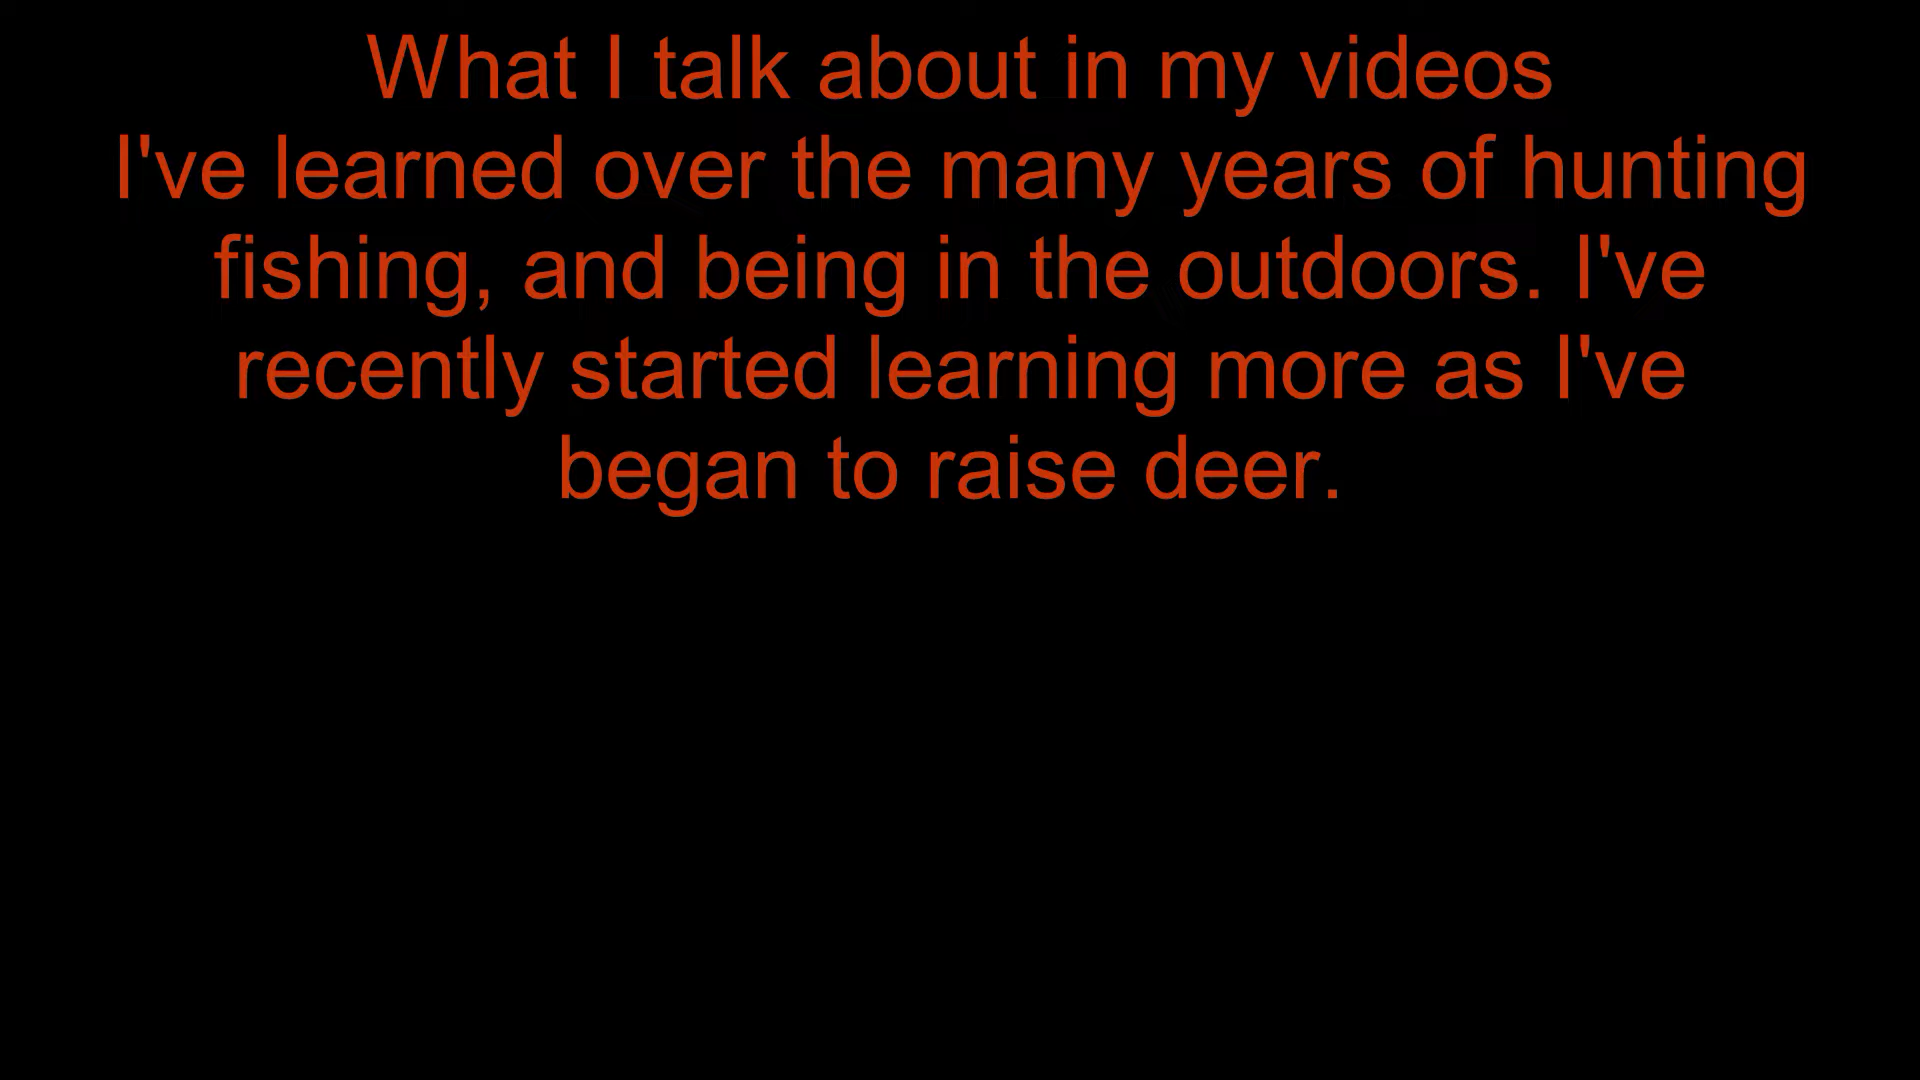 What I talk about in my videos
I've learned over the many years of hunting
fishing, and being in the outdoors. I've
recently started learning more as I've
began to raise deer.